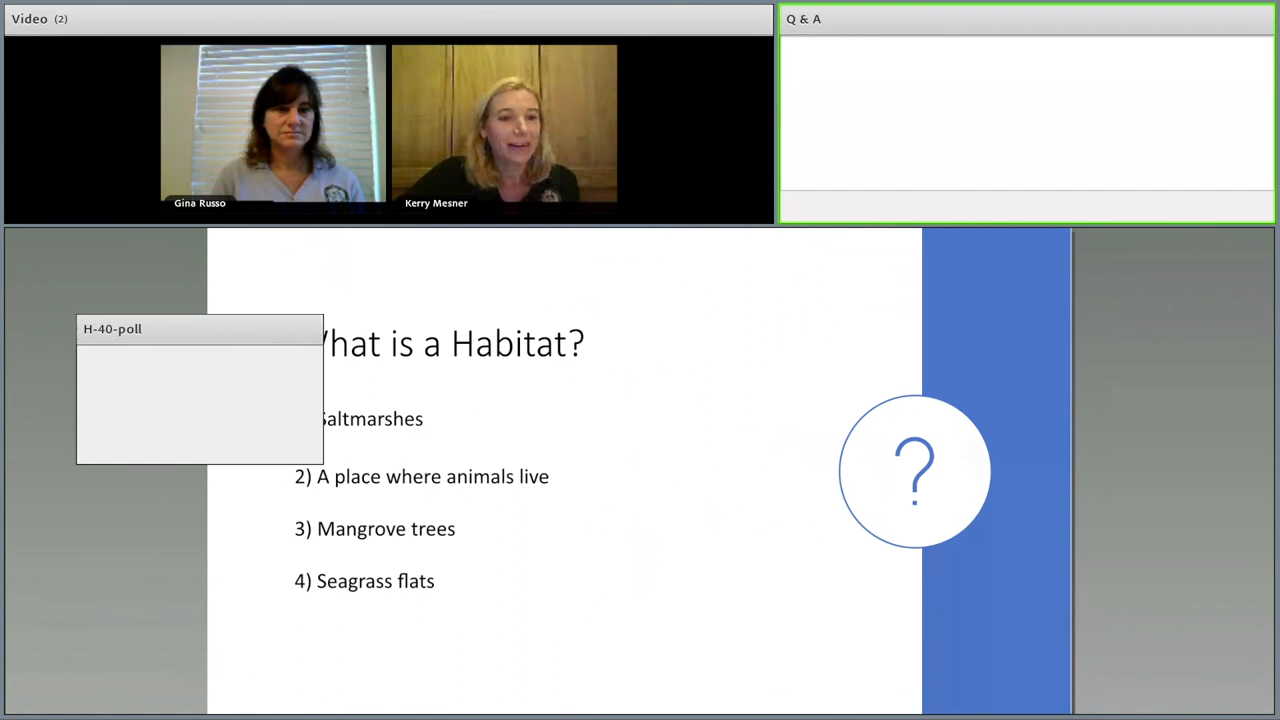 Video (2)
Q & A
Gina Russo
Kerry Mesner
H-40-poll
hat is a Habitat?
Saltmarshes
2) A place where animals live
3) Mangrove trees
4) Seagrass flats
?